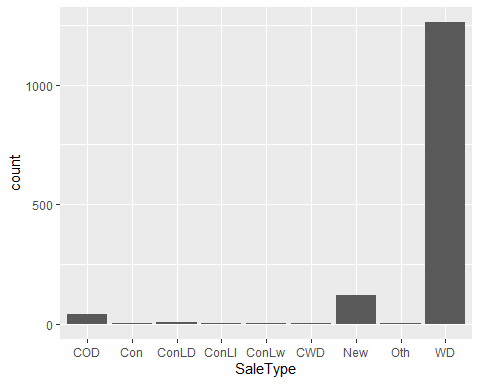 count
1000
500
0
COD Con ConLD ConLI ConLw CWD New Oth WD
SaleType